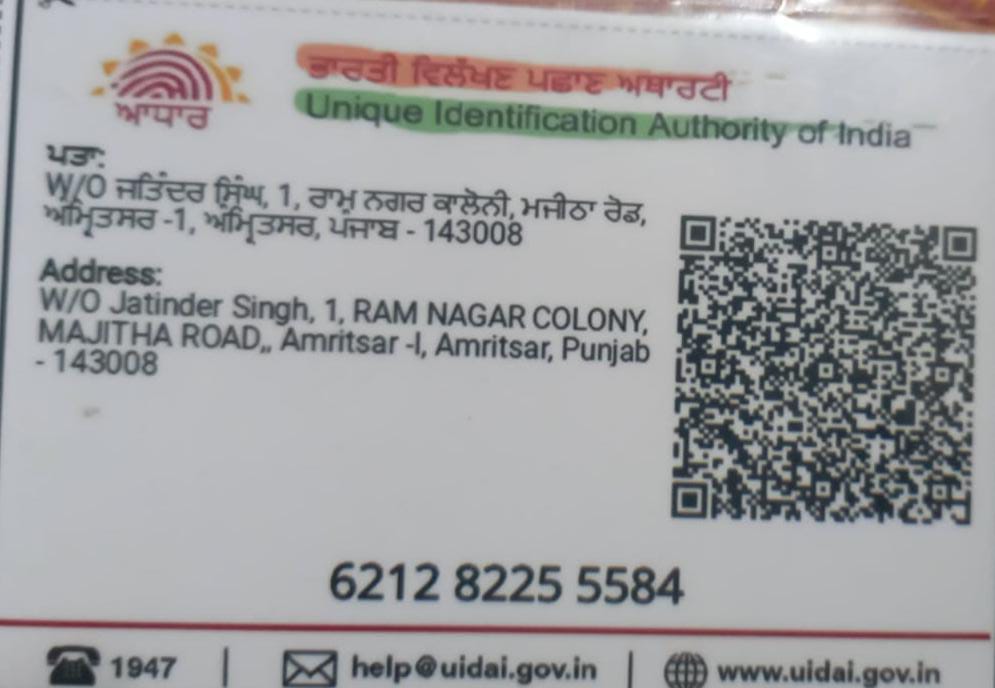 ਆਧਾਰ
ਭਾਰਤੀ ਵਿਲੱਖਣ ਪਛਾਣ ਅਥਾਰਟੀ
Unique Identification Authority of India
ਪਤਾ:
W/O ਜਤਿੰਦਰ ਸਿੰਘ, 1, ਰਾਮ ਨਗਰ ਕਾਲੋਨੀ, ਮਜੀਠਾ ਰੋਡ,
ਅੰਮ੍ਰਿਤਸਰ -1, ਅੰਮ੍ਰਿਤਸਰ, ਪੰਜਾਬ - 143008
Address:
W/O Jatinder Singh, 1, RAM NAGAR COLONY,
MAJITHA ROAD,, Amritsar -I, Amritsar, Punjab
- 143008
6212 8225 5584
1947 | help@uidai.gov.in | www.uidai.gov.in